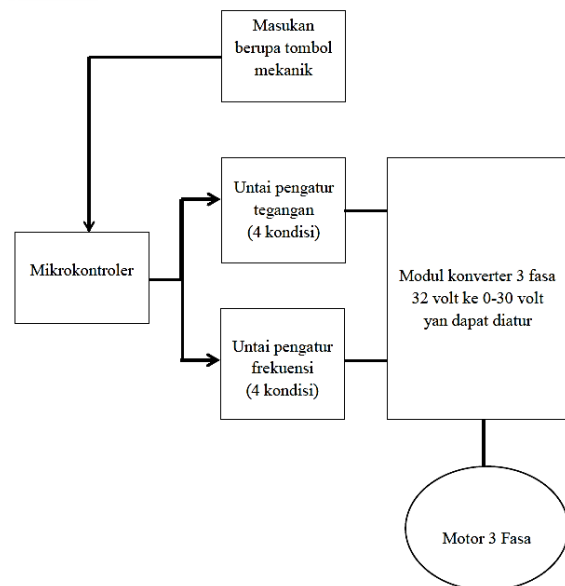 Masukan
berupa tombol
mekanik
Untai pengatur
tegangan
(4 kondisi)
Mikrokontroler
Modul konverter 3 fasa
32 volt ke 0-30 volt
yan dapat diatur
Untai pengatur
frekuensi
(4 kondisi)
Motor 3 Fasa